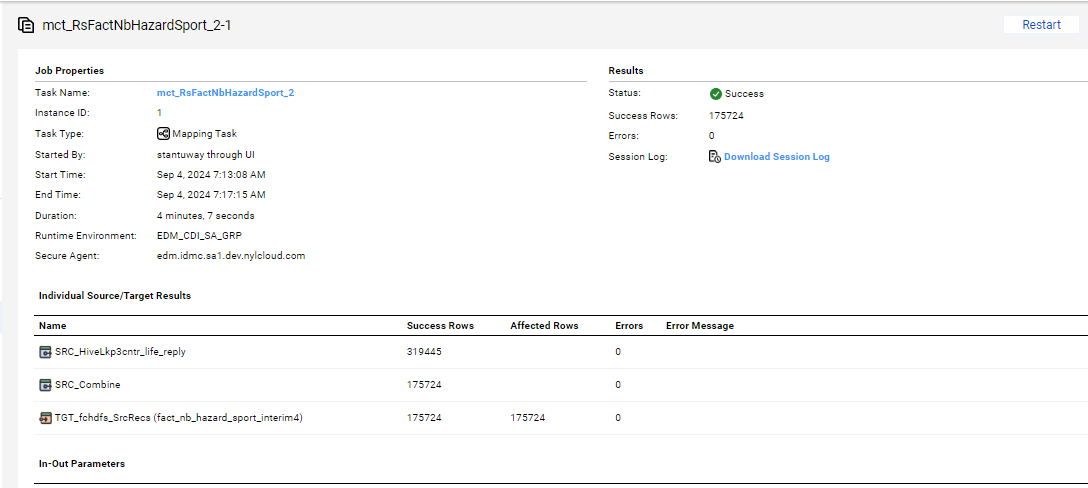 mct_RsFactNbHazardSport_2-1
Restart
Job Properties
Task Name: mct_RsFactNbHazardSport_2
Instance ID: 1
Task Type: Mapping Task
Started By: stantuway through UI
Start Time: Sep 4, 2024 7:13:08 AM
End Time: Sep 4, 2024 7:17:15 AM
Duration: 4 minutes, 7 seconds
Runtime Environment: EDM_CDI_SA_GRP
Secure Agent: edm.idmc.sa1.dev.nylcloud.com
Results
Status: Success
Success Rows: 175724
Errors: 0
Session Log: Download Session Log
Individual Source/Target Results
Name Success Rows Affected Rows Errors Error Message
SRC_HiveLkp3cntr_life_reply 319445 0
SRC_Combine 175724 0
TGT_fchdfs_SrcRecs (fact_nb_hazard_sport_interim4) 175724 175724 0
In-Out Parameters